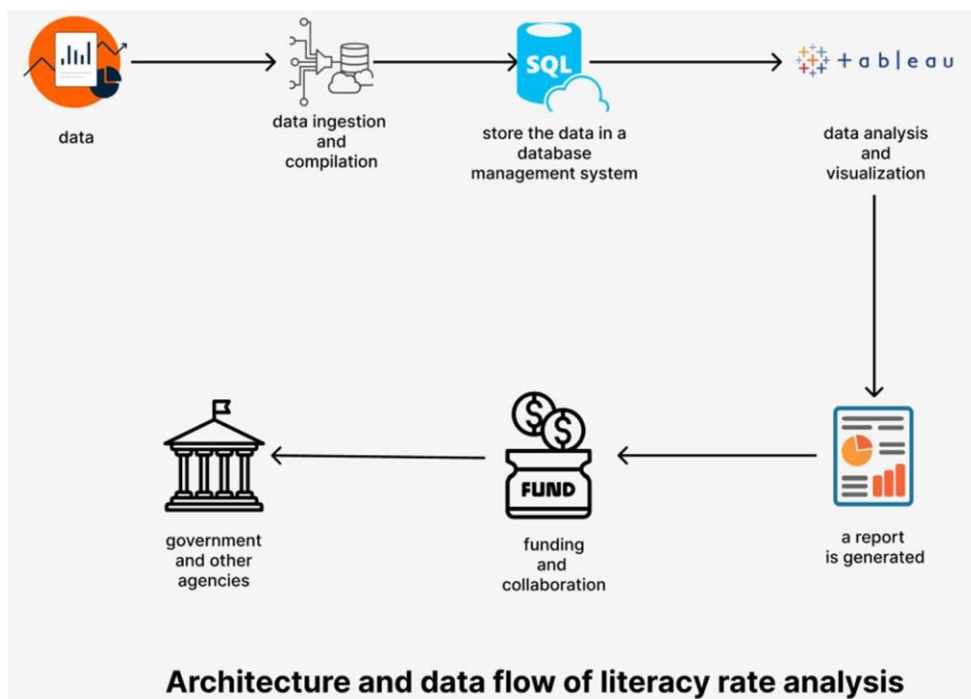 data
data ingestion
and
compilation
SQL
store the data in a
database
management system
+ableau
data analysis
and
visualization
government
and other
agencies
FUND
funding
and
collaboration
a report
is generated
Architecture and data flow of literacy rate analysis